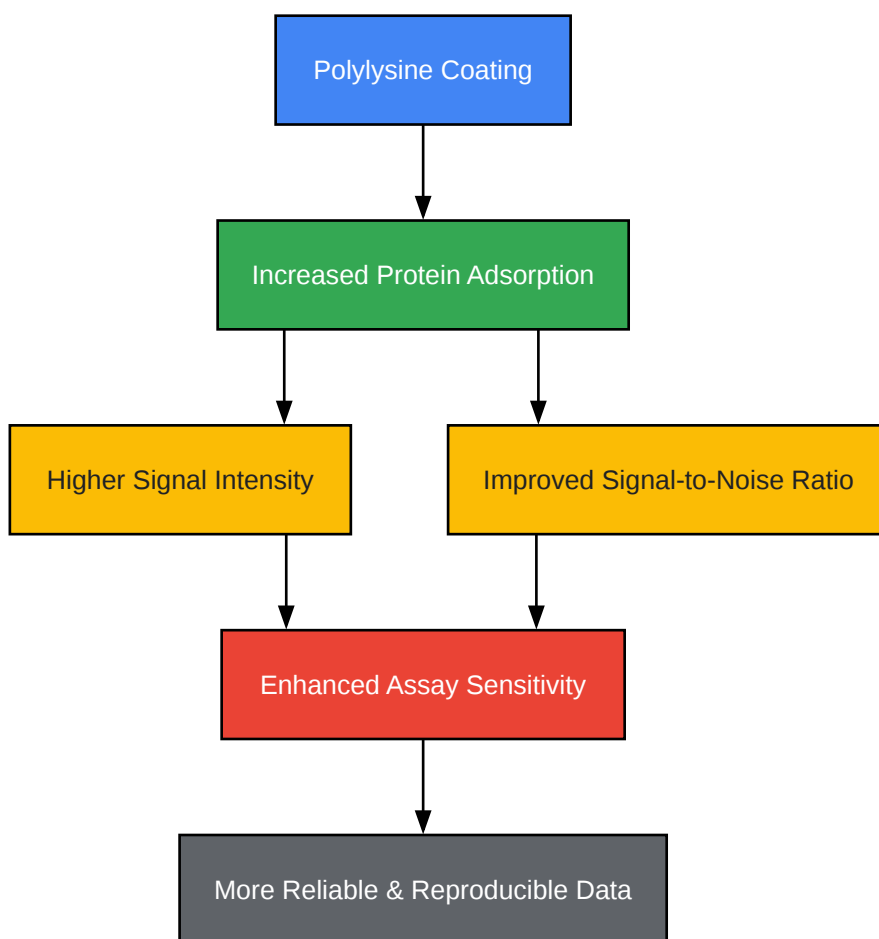 Polylysine Coating
Increased Protein Adsorption
Higher Signal Intensity
Improved Signal-to-Noise Ratio
Enhanced Assay Sensitivity
More Reliable & Reproducible Data